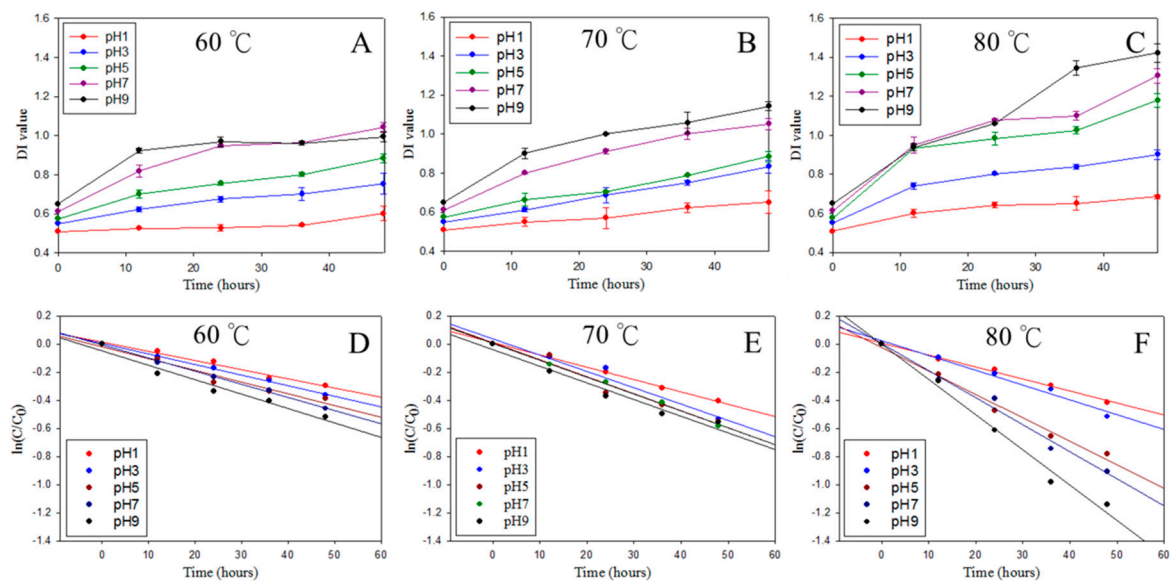 60 ℃
A
pH1
pH3
pH5
pH7
pH9
DI value
1.6
1.4
1.2
1.0
0.8
0.6
0.4
0
10
20
30
40
Time (hours)
70 ℃
B
pH1
pH3
pH5
pH7
pH9
DI value
1.6
1.4
1.2
1.0
0.8
0.6
0.4
0
10
20
30
40
Time (hours)
80 ℃
C
pH1
pH3
pH5
pH7
pH9
DI value
1.6
1.4
1.2
1.0
0.8
0.6
0.4
0
10
20
30
40
Time (hours)
60 ℃
D
ln(C/C0)
0.2
0.0
-0.2
-0.4
-0.6
-0.8
-1.0
-1.2
-1.4
pH1
pH3
pH5
pH7
pH9
0
10
20
30
40
50
60
Time (hours)
70 ℃
E
ln(C/C0)
0.2
0.0
-0.2
-0.4
-0.6
-0.8
-1.0
-1.2
-1.4
pH1
pH3
pH5
pH7
pH9
0
10
20
30
40
50
60
Time (hours)
80 ℃
F
ln(C/C0)
0.2
0.0
-0.2
-0.4
-0.6
-0.8
-1.0
-1.2
-1.4
pH1
pH3
pH5
pH7
pH9
0
10
20
30
40
50
60
Time (hours)